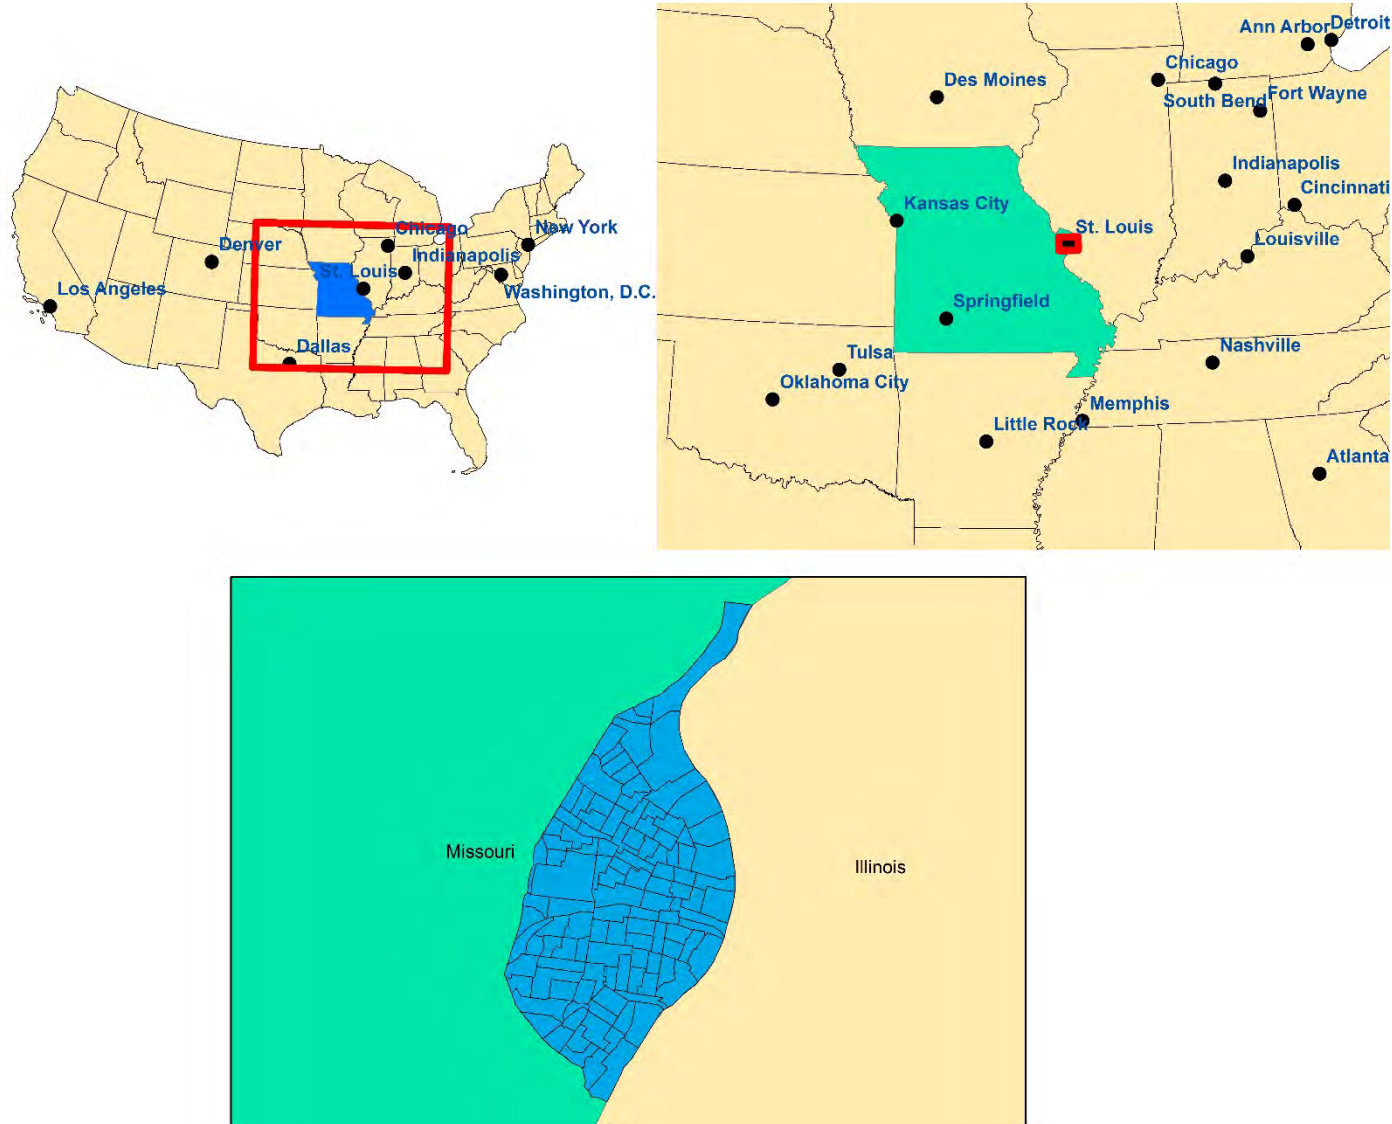 Chicago
New York
Denver
Indianapolis
St. Louis
Los Angeles
Washington, D.C.
Dallas
Ann Arbor
Detroit
Chicago
Des Moines
South Bend
Fort Wayne
Indianapolis
Cincinnati
Kansas City
St. Louis
Louisville
Springfield
Nashville
Tulsa
Oklahoma City
Memphis
Little Rock
Atlanta
Missouri
Illinois